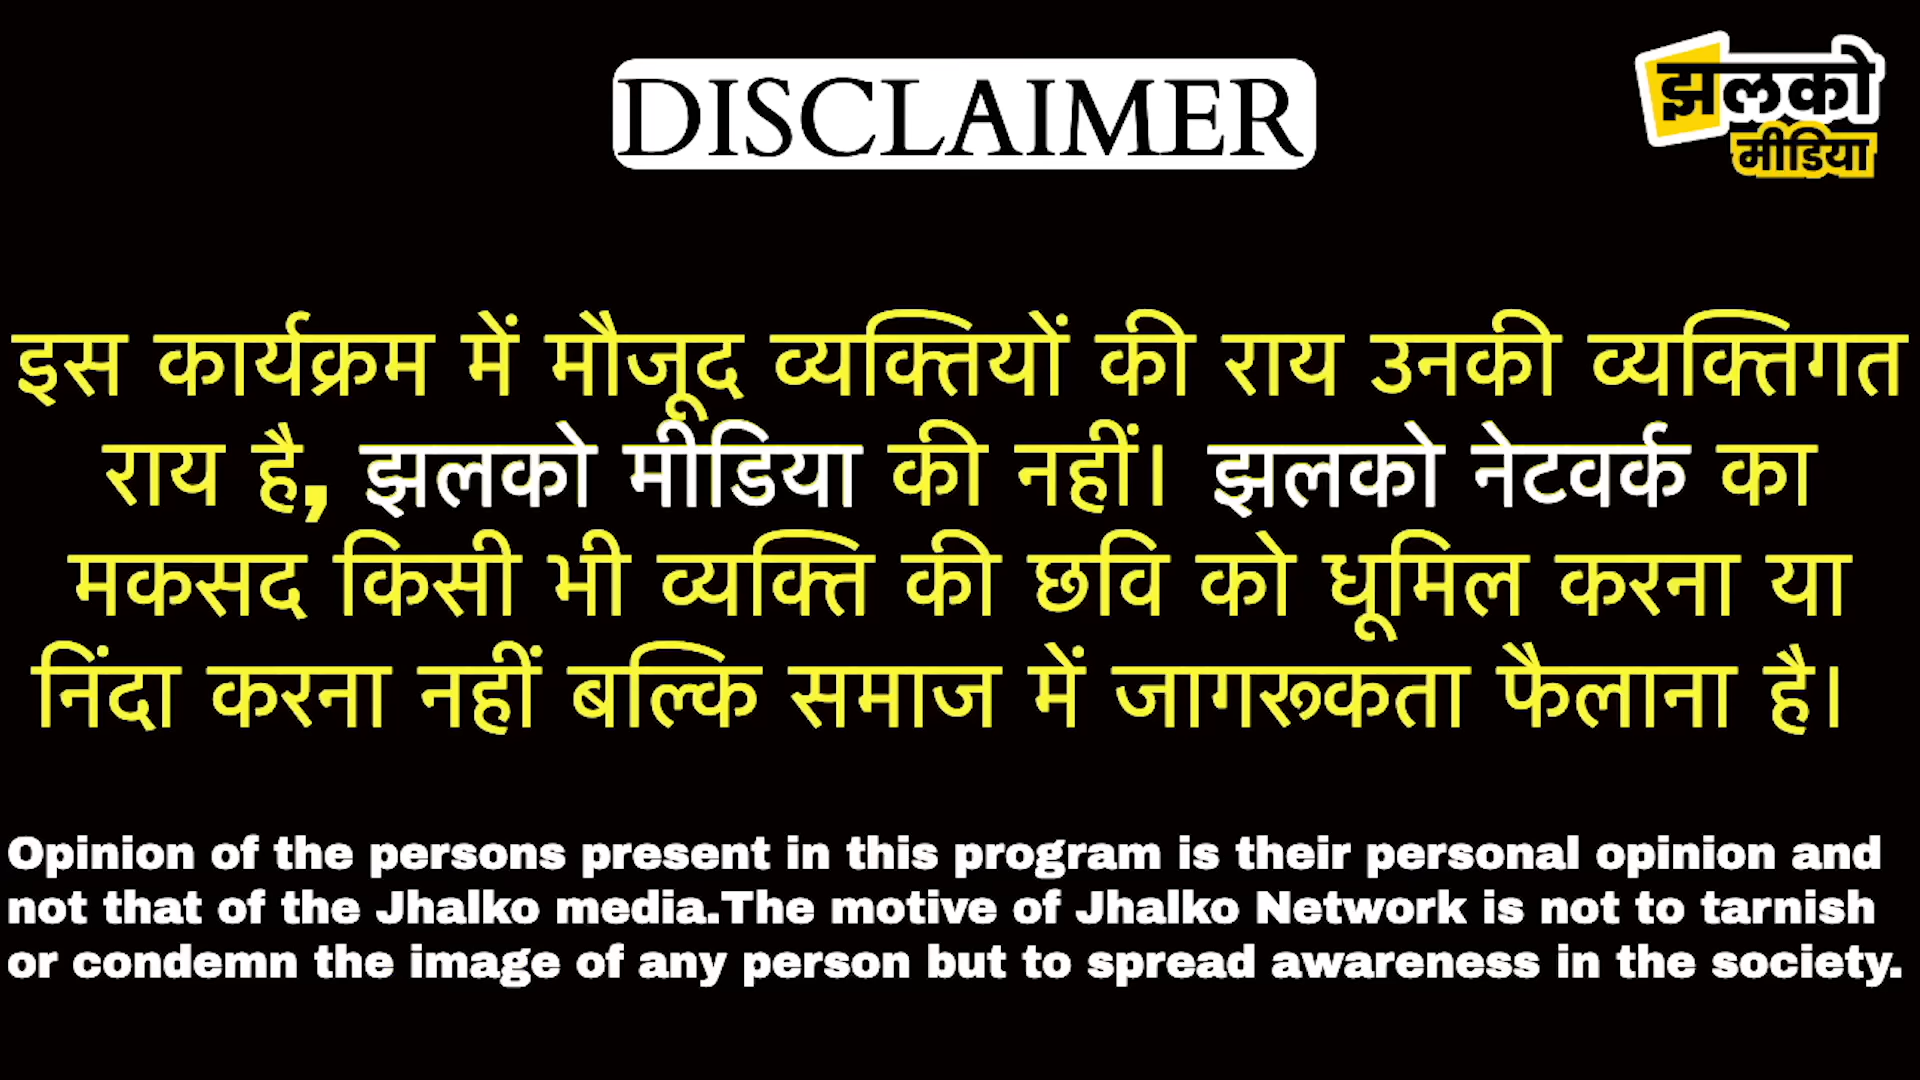 DISCLAIMER
झलको
मीडिया
इस कार्यक्रम में मौजूद व्यक्तियों की राय उनकी व्यक्तिगत
राय है, झलको मीडिया की नहीं। झलको नेटवर्क का
मकसद किसी भी व्यक्ति की छवि को धूमिल करना या
निंदा करना नहीं बल्कि समाज में जागरूकता फैलाना है।
Opinion of the persons present in this program is their personal opinion and
not that of the Jhalko media.The motive of Jhalko Network is not to tarnish
or condemn the image of any person but to spread awareness in the society.